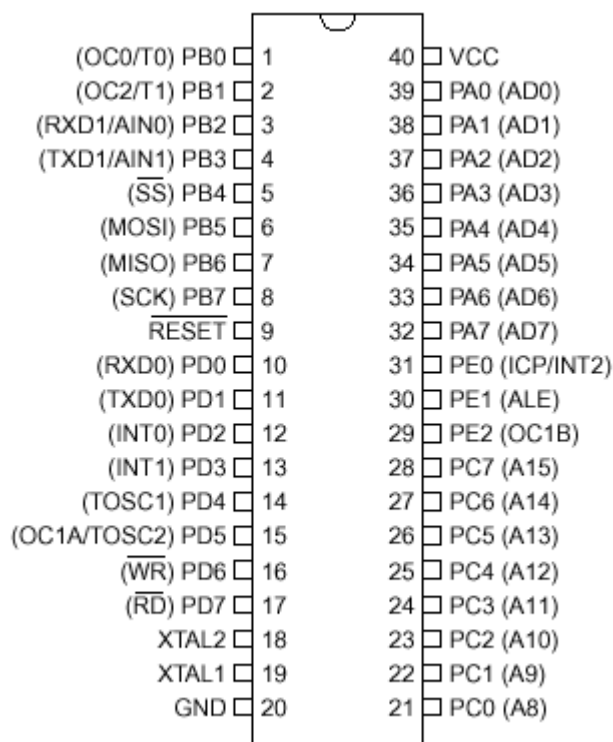 (OC0/T0) PB0 1 40 VCC
(OC2/T1) PB1 2 39 PA0 (AD0)
(RXD1/AIN0) PB2 3 38 PA1 (AD1)
(TXD1/AIN1) PB3 4 37 PA2 (AD2)
(S̅S̅) PB4 5 36 PA3 (AD3)
(MOSI) PB5 6 35 PA4 (AD4)
(MISO) PB6 7 34 PA5 (AD5)
(SCK) PB7 8 33 PA6 (AD6)
R̅E̅S̅E̅T̅ 9 32 PA7 (AD7)
(RXD0) PD0 10 31 PE0 (ICP/INT2)
(TXD0) PD1 11 30 PE1 (ALE)
(INT0) PD2 12 29 PE2 (OC1B)
(INT1) PD3 13 28 PC7 (A15)
(TOSC1) PD4 14 27 PC6 (A14)
(OC1A/TOSC2) PD5 15 26 PC5 (A13)
(W̅R̅) PD6 16 25 PC4 (A12)
(R̅D̅) PD7 17 24 PC3 (A11)
XTAL2 18 23 PC2 (A10)
XTAL1 19 22 PC1 (A9)
GND 20 21 PC0 (A8)